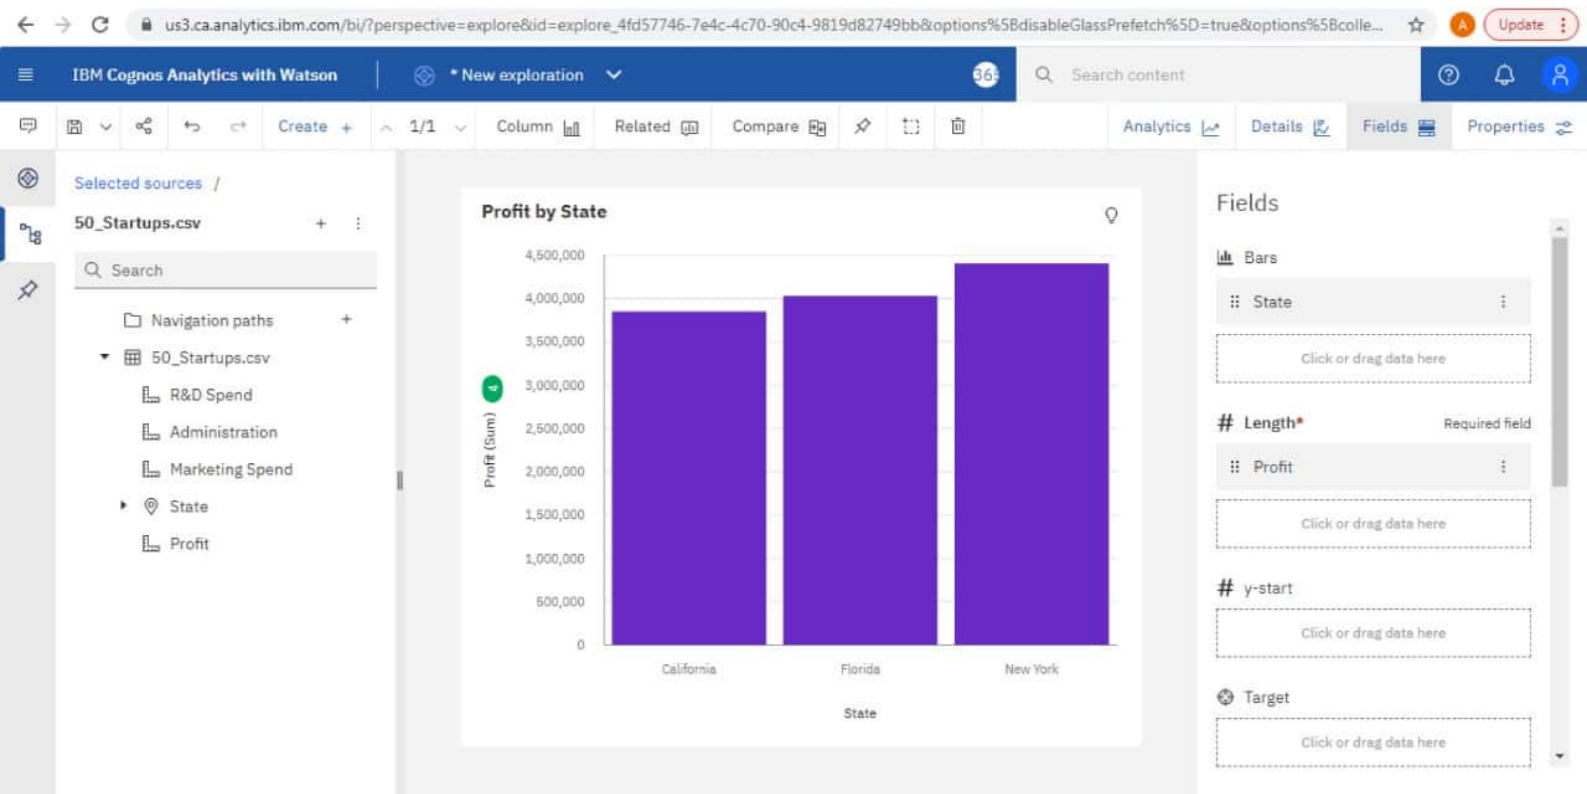 us3.ca.analytics.ibm.com/bi/?perspective=explore&id=explore_4fd57746-7e4c-4c70-90c4-9819d82749bb&options%5BdisableGlassPrefetch%5D=true&options%5Bcolle...
A
Update
IBM Cognos Analytics with Watson
* New exploration
Search content
Create +
1/1
Column
Related
Compare
Analytics
Details
Fields
Properties
Selected sources /
50_Startups.csv
Search
Navigation paths
50_Startups.csv
R&D Spend
Administration
Marketing Spend
State
Profit
Profit by State
4,500,000
4,000,000
3,500,000
3,000,000
2,500,000
2,000,000
1,500,000
1,000,000
500,000
0
Profit (Sum)
California
Florida
New York
State
Fields
Bars
State
Click or drag data here
# Length* Required field
Profit
Click or drag data here
# y-start
Click or drag data here
Target
Click or drag data here